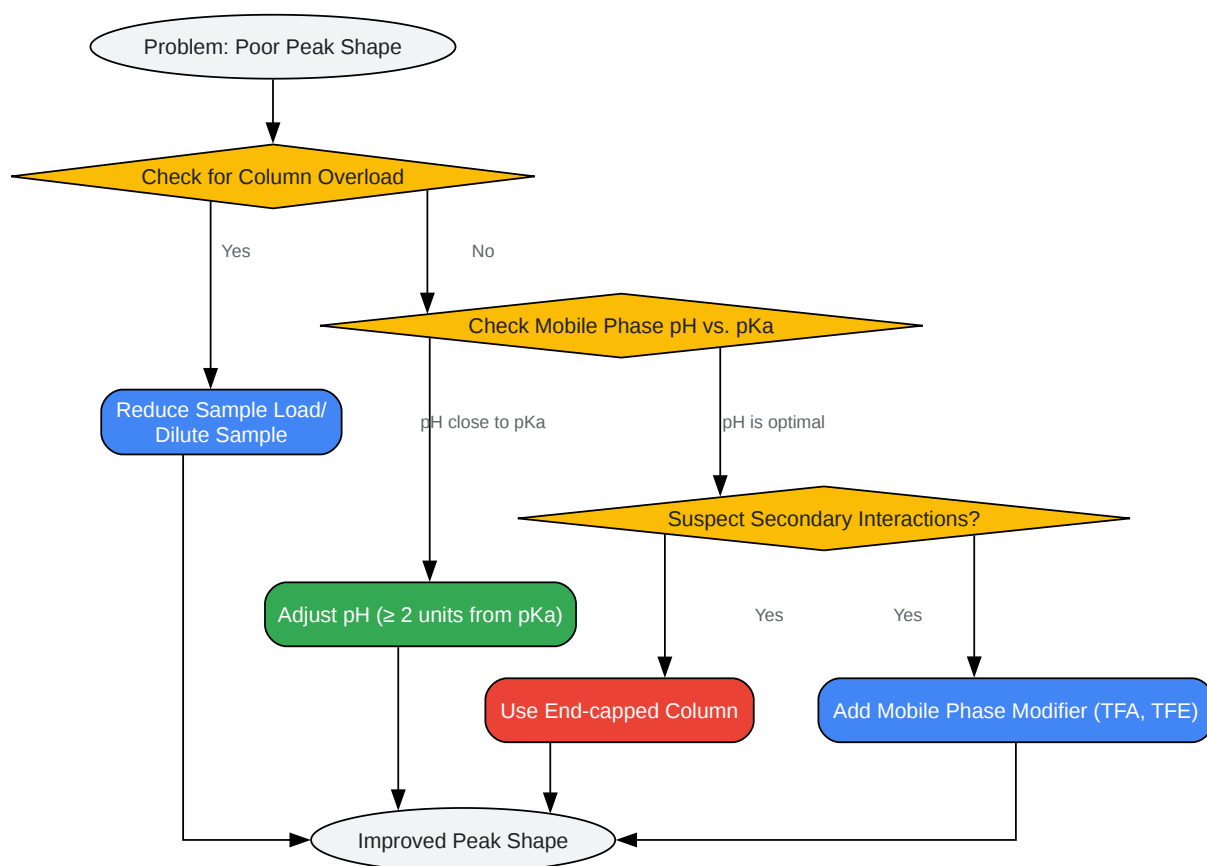 Problem: Poor Peak Shape
Check for Column Overload
Yes
No
Check Mobile Phase pH vs. pKa
Reduce Sample Load/
Dilute Sample
pH close to pKa
pH is optimal
Suspect Secondary Interactions?
Adjust pH (≥ 2 units from pKa)
Yes
Yes
Use End-capped Column
Add Mobile Phase Modifier (TFA, TFE)
Improved Peak Shape